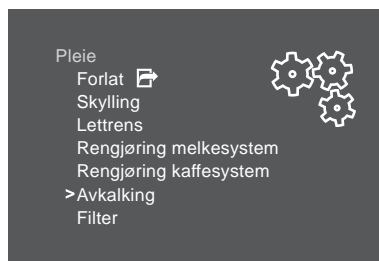 Pleie
Forlat
Skylling
Lettrens
Rengjøring melkesystem
Rengjøring kaffesystem
>Avkalking
Filter